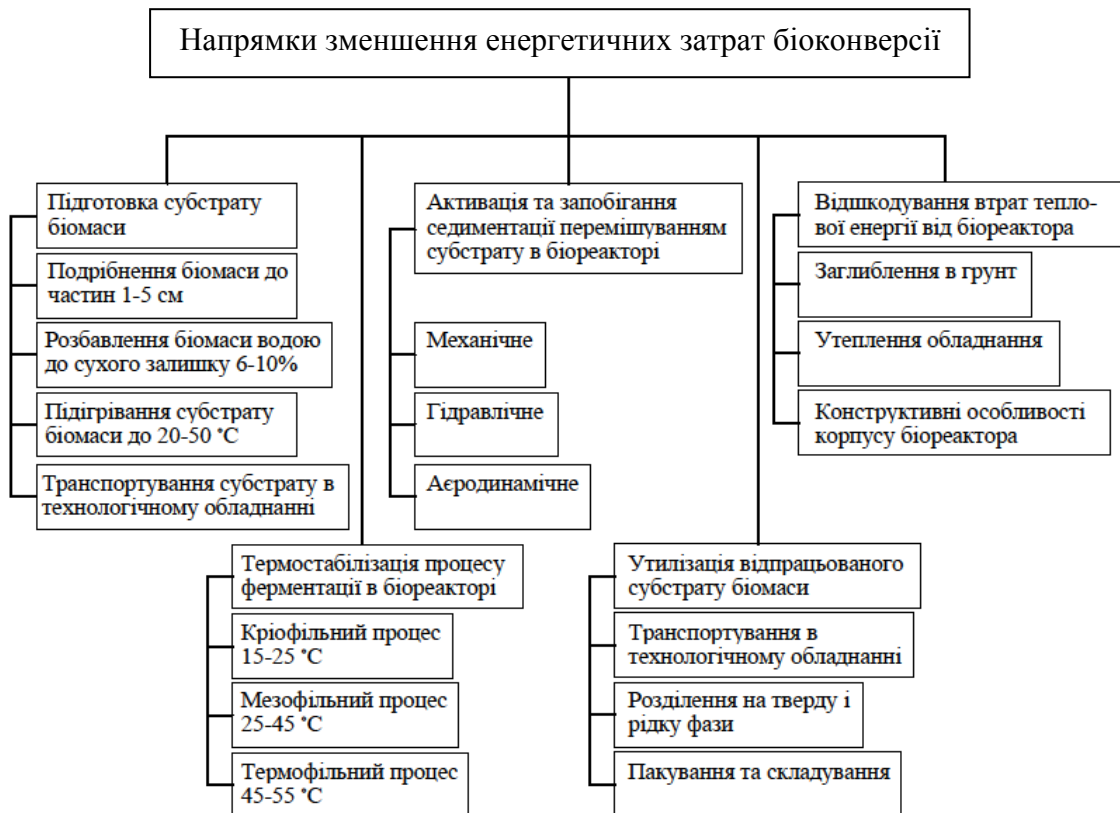 Напрямки зменшення енергетичних затрат біоконверсії
Підготовка субстрату
біомаси
Подрібнення біомаси до
частин 1-5 см
Розбавлення біомаси водою
до сухого залишку 6-10%
Підігрівання субстрату
біомаси до 20-50 ˚С
Транспортування субстрату в
технологічному обладнанні
Активація та запобігання
седиментації перемішуванням
субстрату в біореакторі
Механічне
Гідравлічне
Аєродинамічне
Відшкодування втрат тепло-
вої енергії від біореактора
Заглиблення в грунт
Утеплення обладнання
Конструктивні особливості
корпусу біореактора
Термостабілізація процесу
ферментації в біореакторі
Кріофільний процес
15-25 ˚С
Мезофільний процес
25-45 ˚С
Термофільний процес
45-55 ˚С
Утилізація відпрацьованого
субстрату біомаси
Транспортування в
технологічному обладнанні
Розділення на тверду і
рідку фази
Пакування та складування